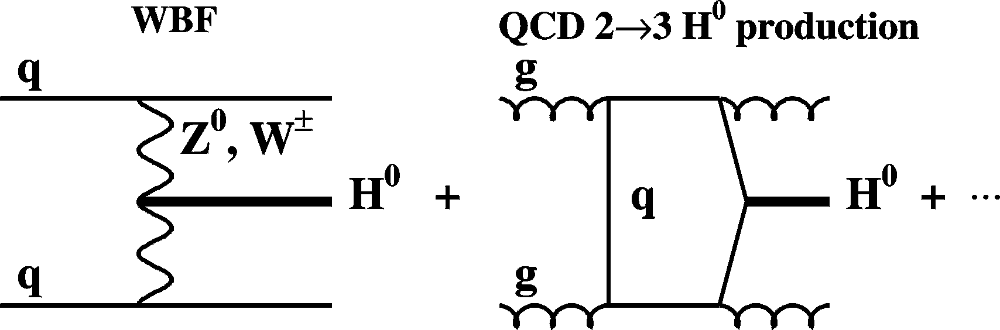 WBF
QCD 2→3 H⁰ production
q
g
Z⁰, W±
H⁰ +
q
H⁰ + ···
q
g